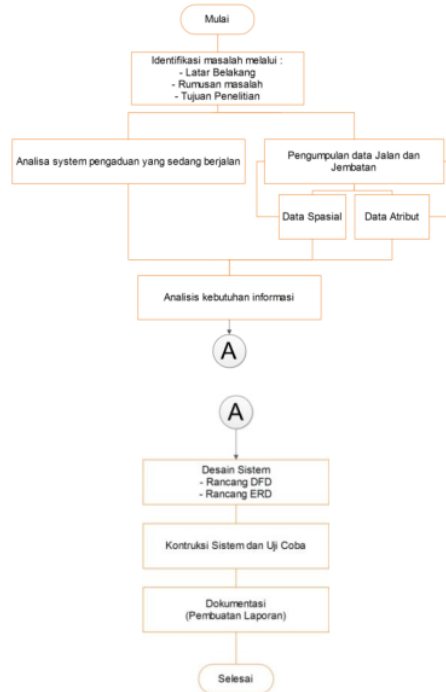 Mulai
Identifikasi masalah melalui :
- Latar Belakang
- Rumusan masalah
- Tujuan Penelitian
Analisa system pengaduan yang sedang berjalan
Pengumpulan data Jalan dan
Jembatan
Data Spasial
Data Atribut
Analisis kebutuhan informasi
A
A
Desain Sistem
- Rancang DFD
- Rancang ERD
Kontruksi Sistem dan Uji Coba
Dokumentasi
(Pembuatan Laporan)
Selesai